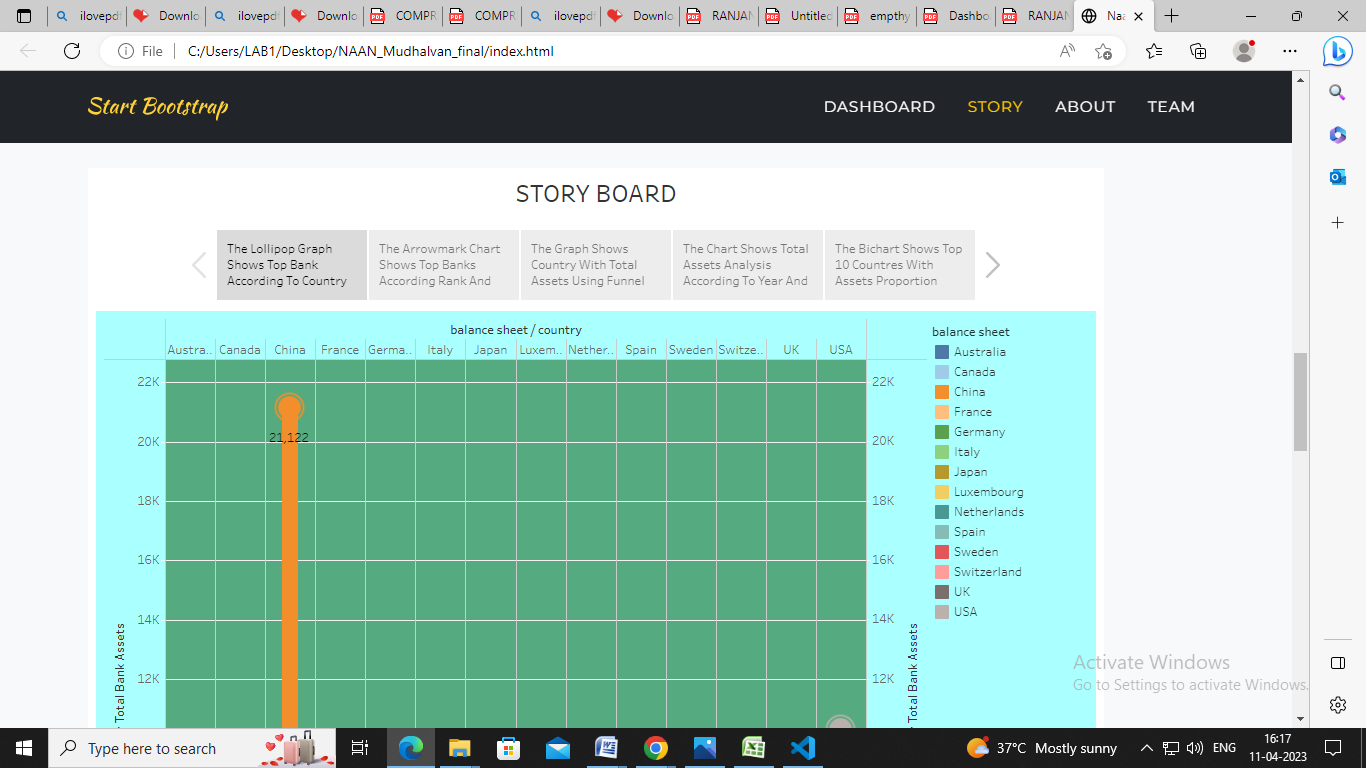 ilovepdf
Downlo
ilovepdf
Downlo
COMPR
COMPR
ilovepdf
Downlo
RANJAN
Untitled
empthy
Dashbo
RANJAN
Naa
File
C:/Users/LAB1/Desktop/NAAN_Mudhalvan_final/index.html
Start Bootstrap
DASHBOARD STORY ABOUT TEAM
STORY BOARD
The Lollipop Graph
Shows Top Bank
According To Country
The Arrowmark Chart
Shows Top Banks
According Rank And
The Graph Shows
Country With Total
Assets Using Funnel
The Chart Shows Total
Assets Analysis
According To Year And
The Bichart Shows Top
10 Countres With
Assets Proportion
balance sheet / country
Austra.. Canada China France Germa.. Italy Japan Luxem.. Nether.. Spain Sweden Switze.. UK USA
22K
20K
18K
16K
14K
12K
Total Bank Assets
21,122
22K
20K
18K
16K
14K
12K
Total Bank Assets
balance sheet
Australia
Canada
China
France
Germany
Italy
Japan
Luxembourg
Netherlands
Spain
Sweden
Switzerland
UK
USA
Activate Windows
Go to Settings to activate Windows.
Type here to search
37°C Mostly sunny
ENG
16:17
11-04-2023